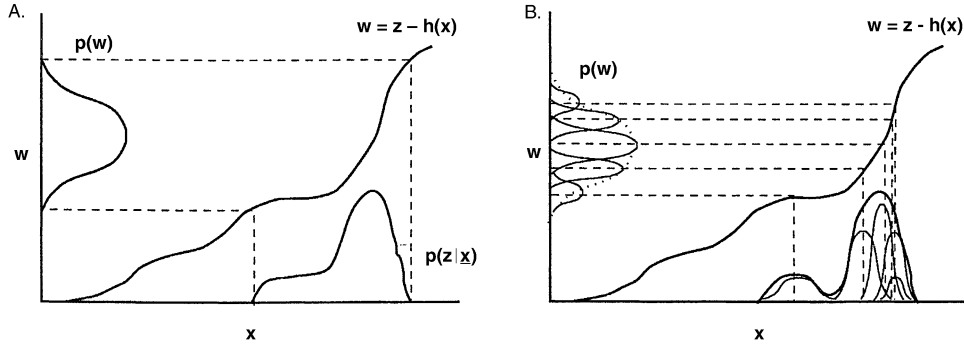 A.
w = z – h(x)
p(w)
w
p(z|x)
x
B.
w = z - h(x)
p(w)
w
x